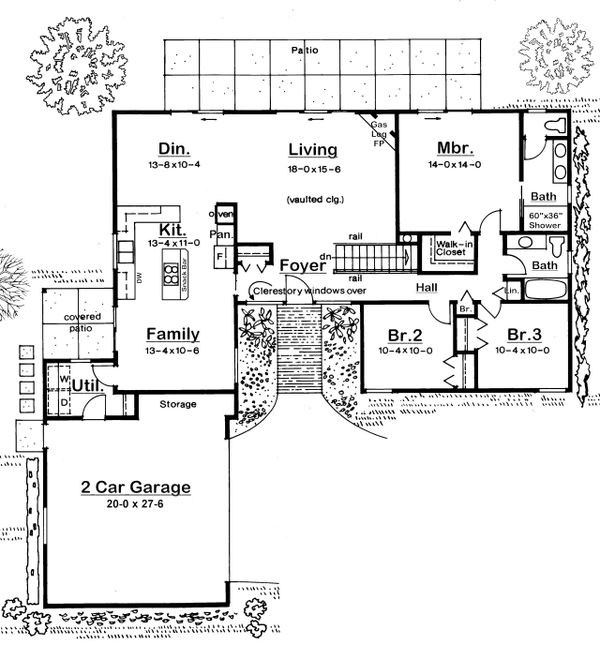 Patio
Gas
Log
FP
Din.
13-8 x 10-4
Living
18-0 x 15-6
(vaulted clg.)
Mbr.
14-0 x 14-0
Bath
60"x36"
Shower
oven
Pan.
Kit.
13-4 x 11-0
F
DW
Snack Bar
rail
dn
rail
Foyer
Clerestory windows over
Walk-in
Closet
Bath
Hall
Lin.
Br.
covered
patio
Family
13-4 x 10-6
Br.2
10-4 x 10-0
Br.3
10-4 x 10-0
W
D
Util.
Storage
2 Car Garage
20-0 x 27-6